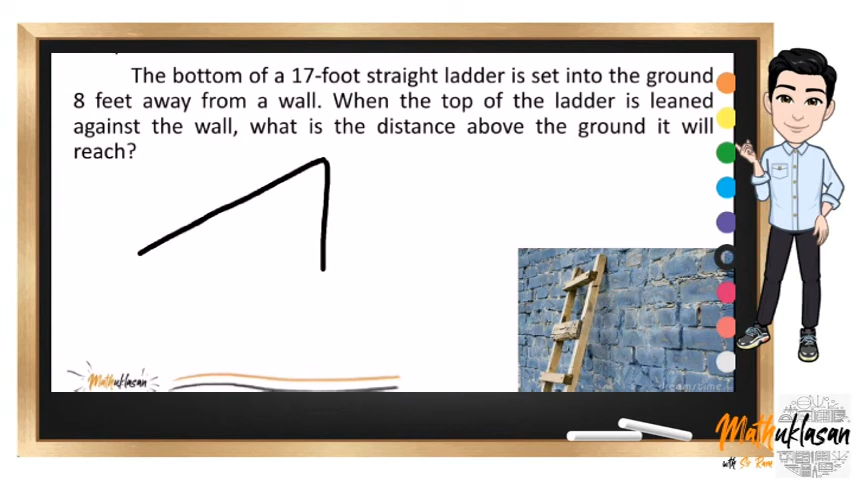 The bottom of a 17-foot straight ladder is set into the ground
8 feet away from a wall. When the top of the ladder is leaned
against the wall, what is the distance above the ground it will
reach?
Mathuklasan
dreamstime
Mathuklasan
with Sir Ram